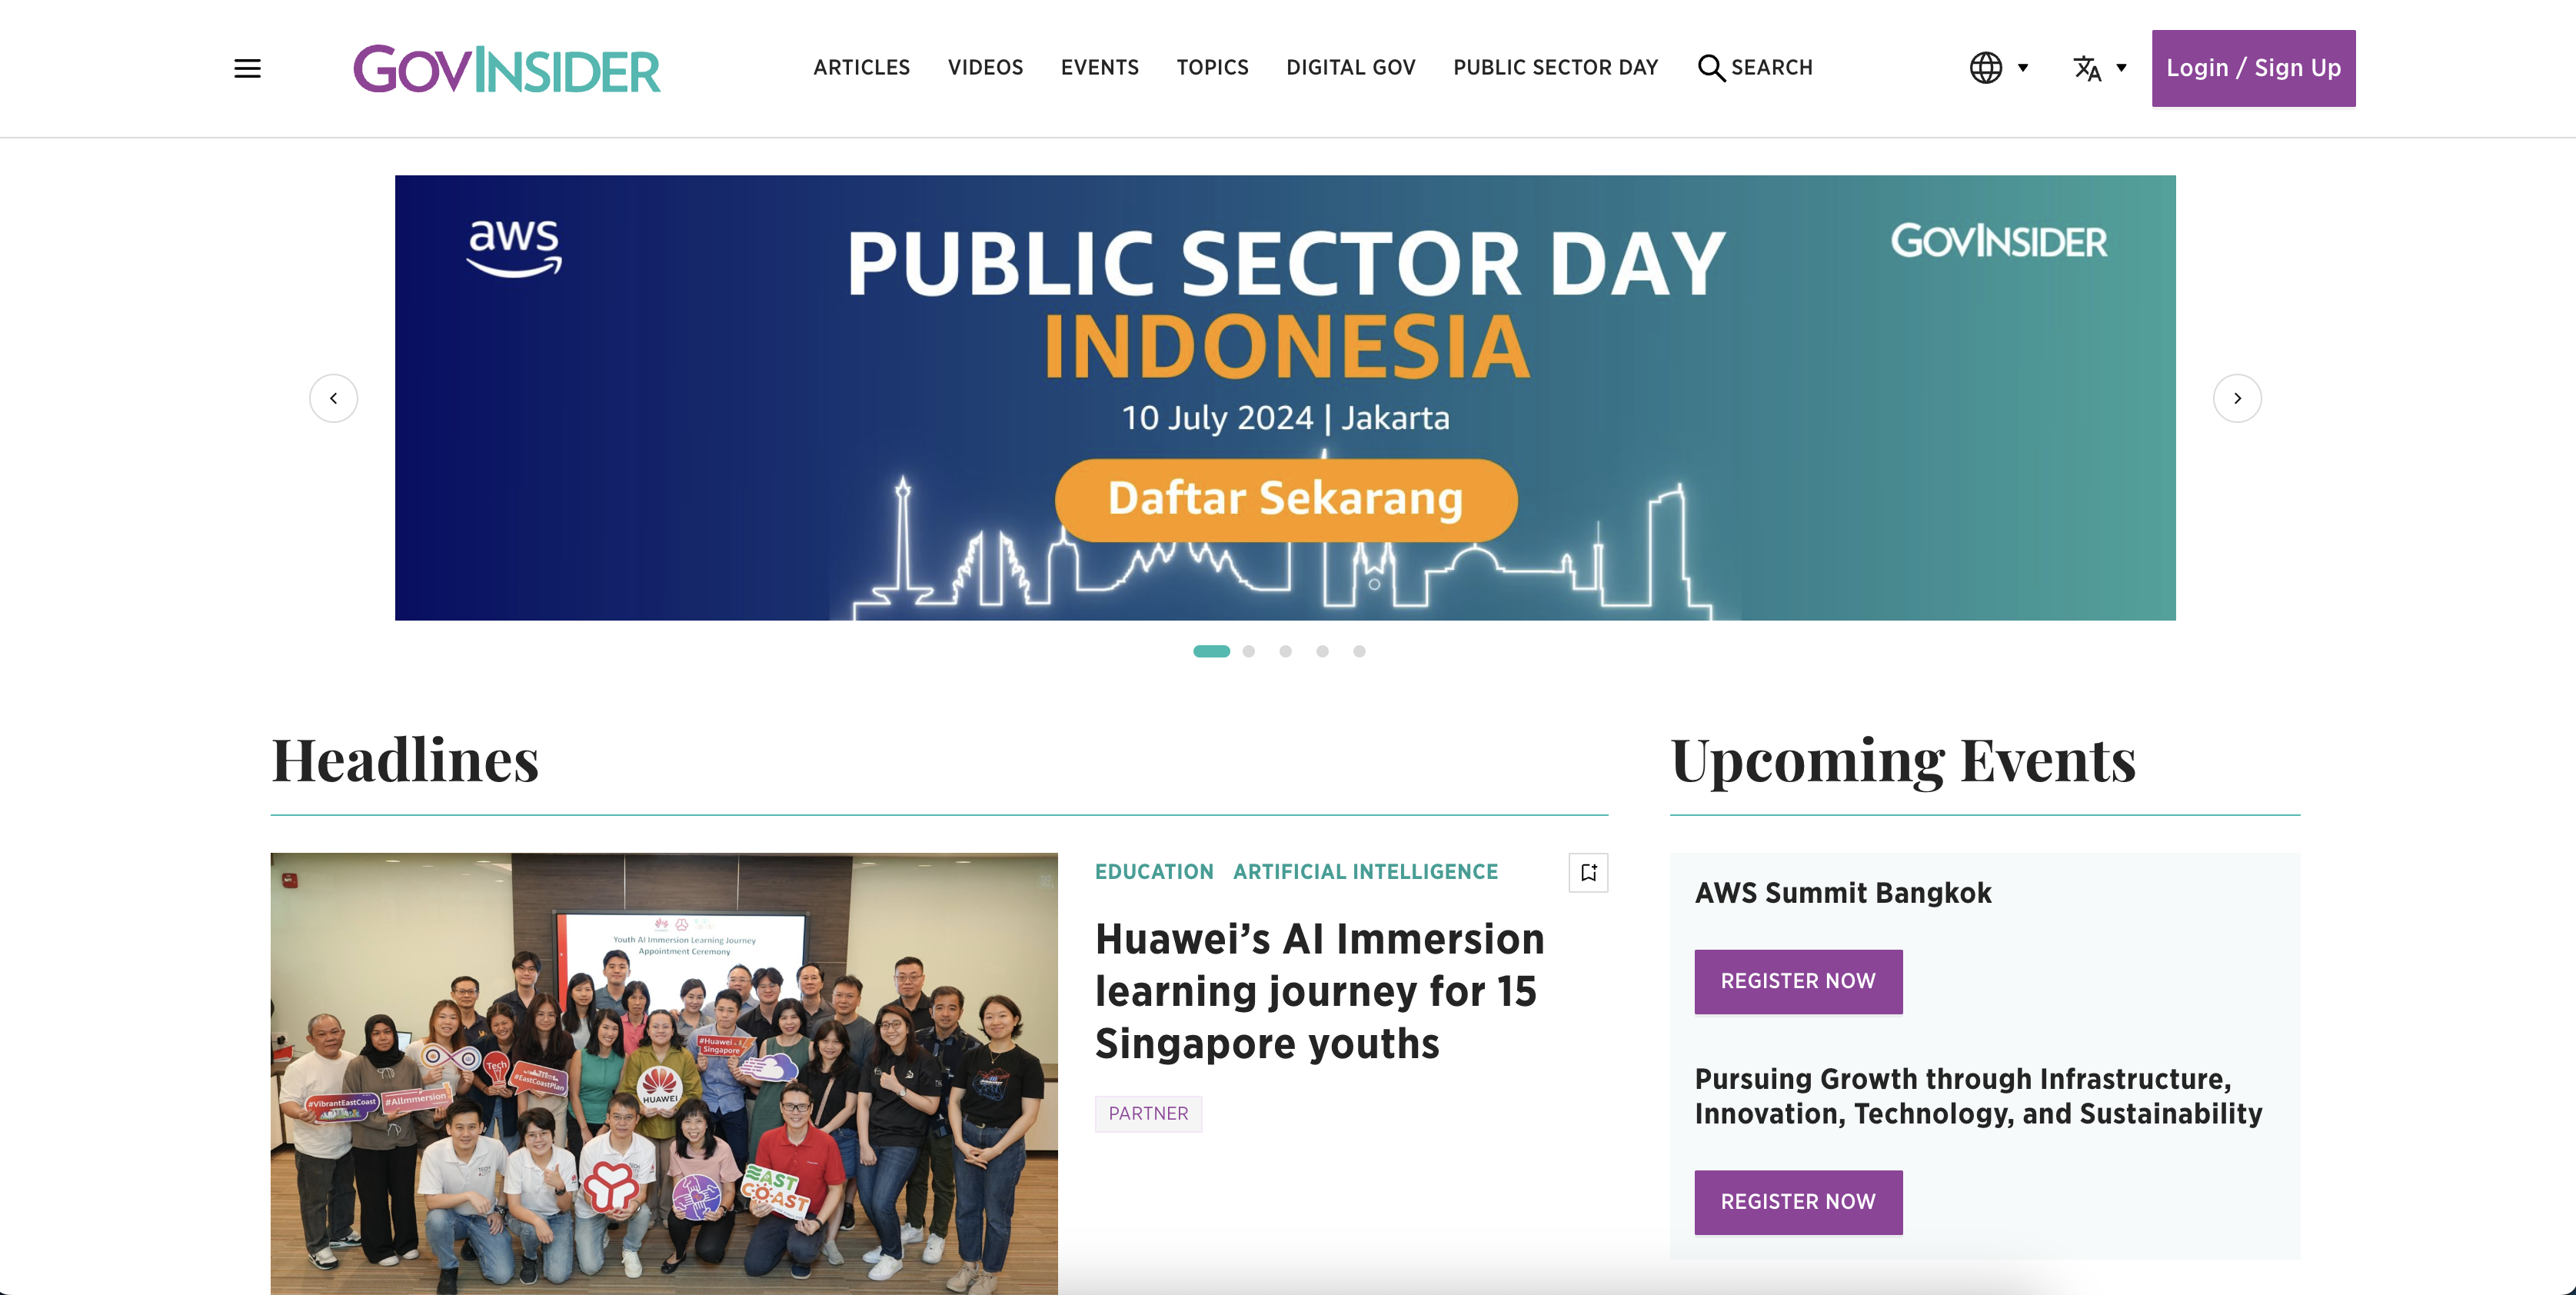 GOVINSIDER
ARTICLES VIDEOS EVENTS TOPICS DIGITAL GOV PUBLIC SECTOR DAY SEARCH
Login / Sign Up
aws
PUBLIC SECTOR DAY
GOVINSIDER
INDONESIA
10 July 2024 | Jakarta
Daftar Sekarang
Headlines
Youth AI Immersion Learning Journey
Appointment Ceremony
#VibrantEastCoast
#AIImmersion
Tech
#EastCoastPlan
HUAWEI
#Huawei
Singapore
EAST
COAST
EDUCATION ARTIFICIAL INTELLIGENCE
Huawei’s AI Immersion
learning journey for 15
Singapore youths
PARTNER
Upcoming Events
AWS Summit Bangkok
REGISTER NOW
Pursuing Growth through Infrastructure,
Innovation, Technology, and Sustainability
REGISTER NOW